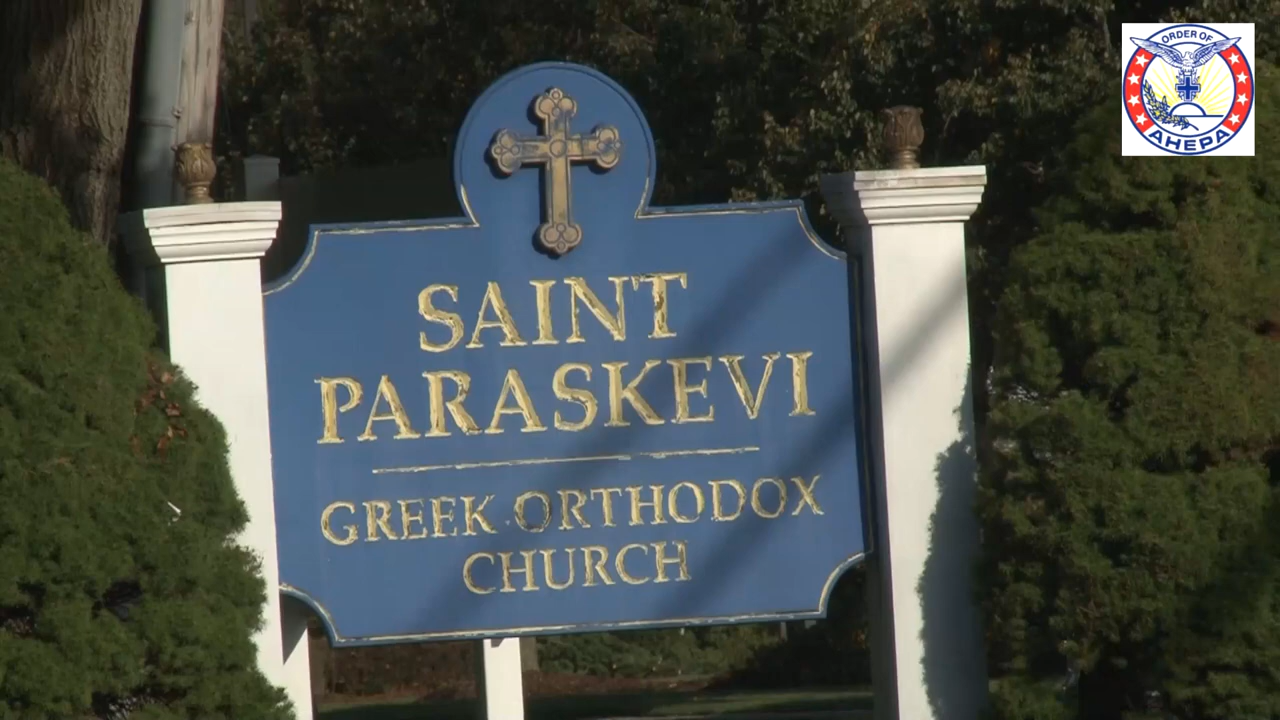 ORDER OF
AHEPA
SAINT
PARASKEVI
GREEK ORTHODOX
CHURCH